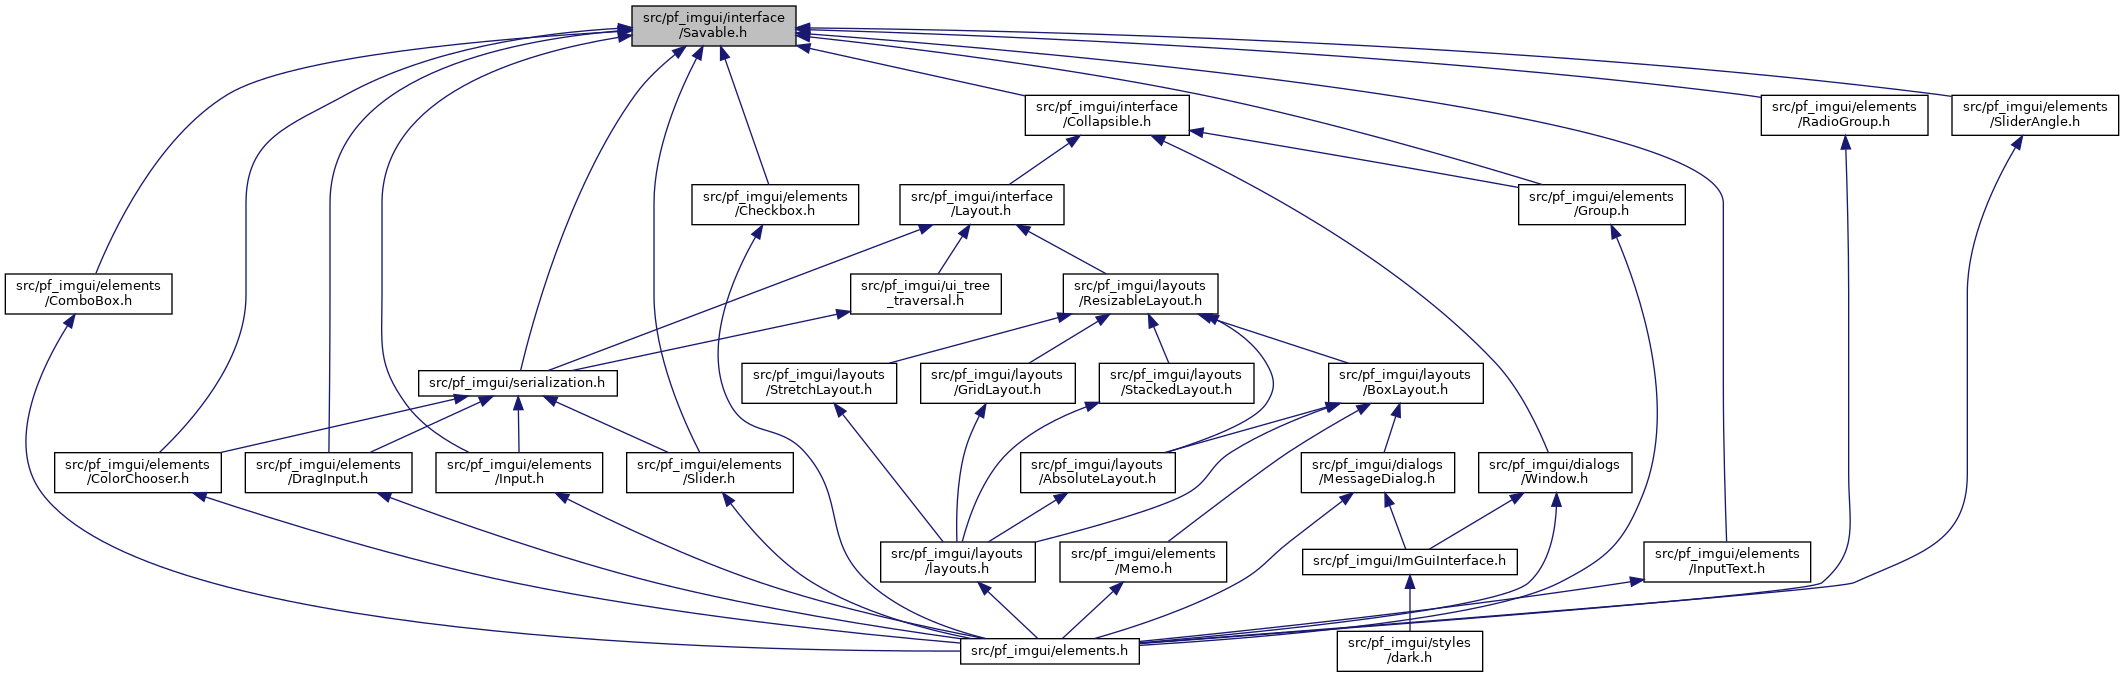 src/pf_imgui/interface
/Savable.h
src/pf_imgui/interface
/Collapsible.h
src/pf_imgui/elements
/RadioGroup.h
src/pf_imgui/elements
/SliderAngle.h
src/pf_imgui/elements
/Checkbox.h
src/pf_imgui/interface
/Layout.h
src/pf_imgui/elements
/Group.h
src/pf_imgui/elements
/ComboBox.h
src/pf_imgui/ui_tree
_traversal.h
src/pf_imgui/layouts
/ResizableLayout.h
src/pf_imgui/serialization.h
src/pf_imgui/layouts
/StretchLayout.h
src/pf_imgui/layouts
/GridLayout.h
src/pf_imgui/layouts
/StackedLayout.h
src/pf_imgui/layouts
/BoxLayout.h
src/pf_imgui/elements
/ColorChooser.h
src/pf_imgui/elements
/DragInput.h
src/pf_imgui/elements
/Input.h
src/pf_imgui/elements
/Slider.h
src/pf_imgui/layouts
/AbsoluteLayout.h
src/pf_imgui/dialogs
/MessageDialog.h
src/pf_imgui/dialogs
/Window.h
src/pf_imgui/layouts
/layouts.h
src/pf_imgui/elements
/Memo.h
src/pf_imgui/ImGuiInterface.h
src/pf_imgui/elements
/InputText.h
src/pf_imgui/elements.h
src/pf_imgui/styles
/dark.h